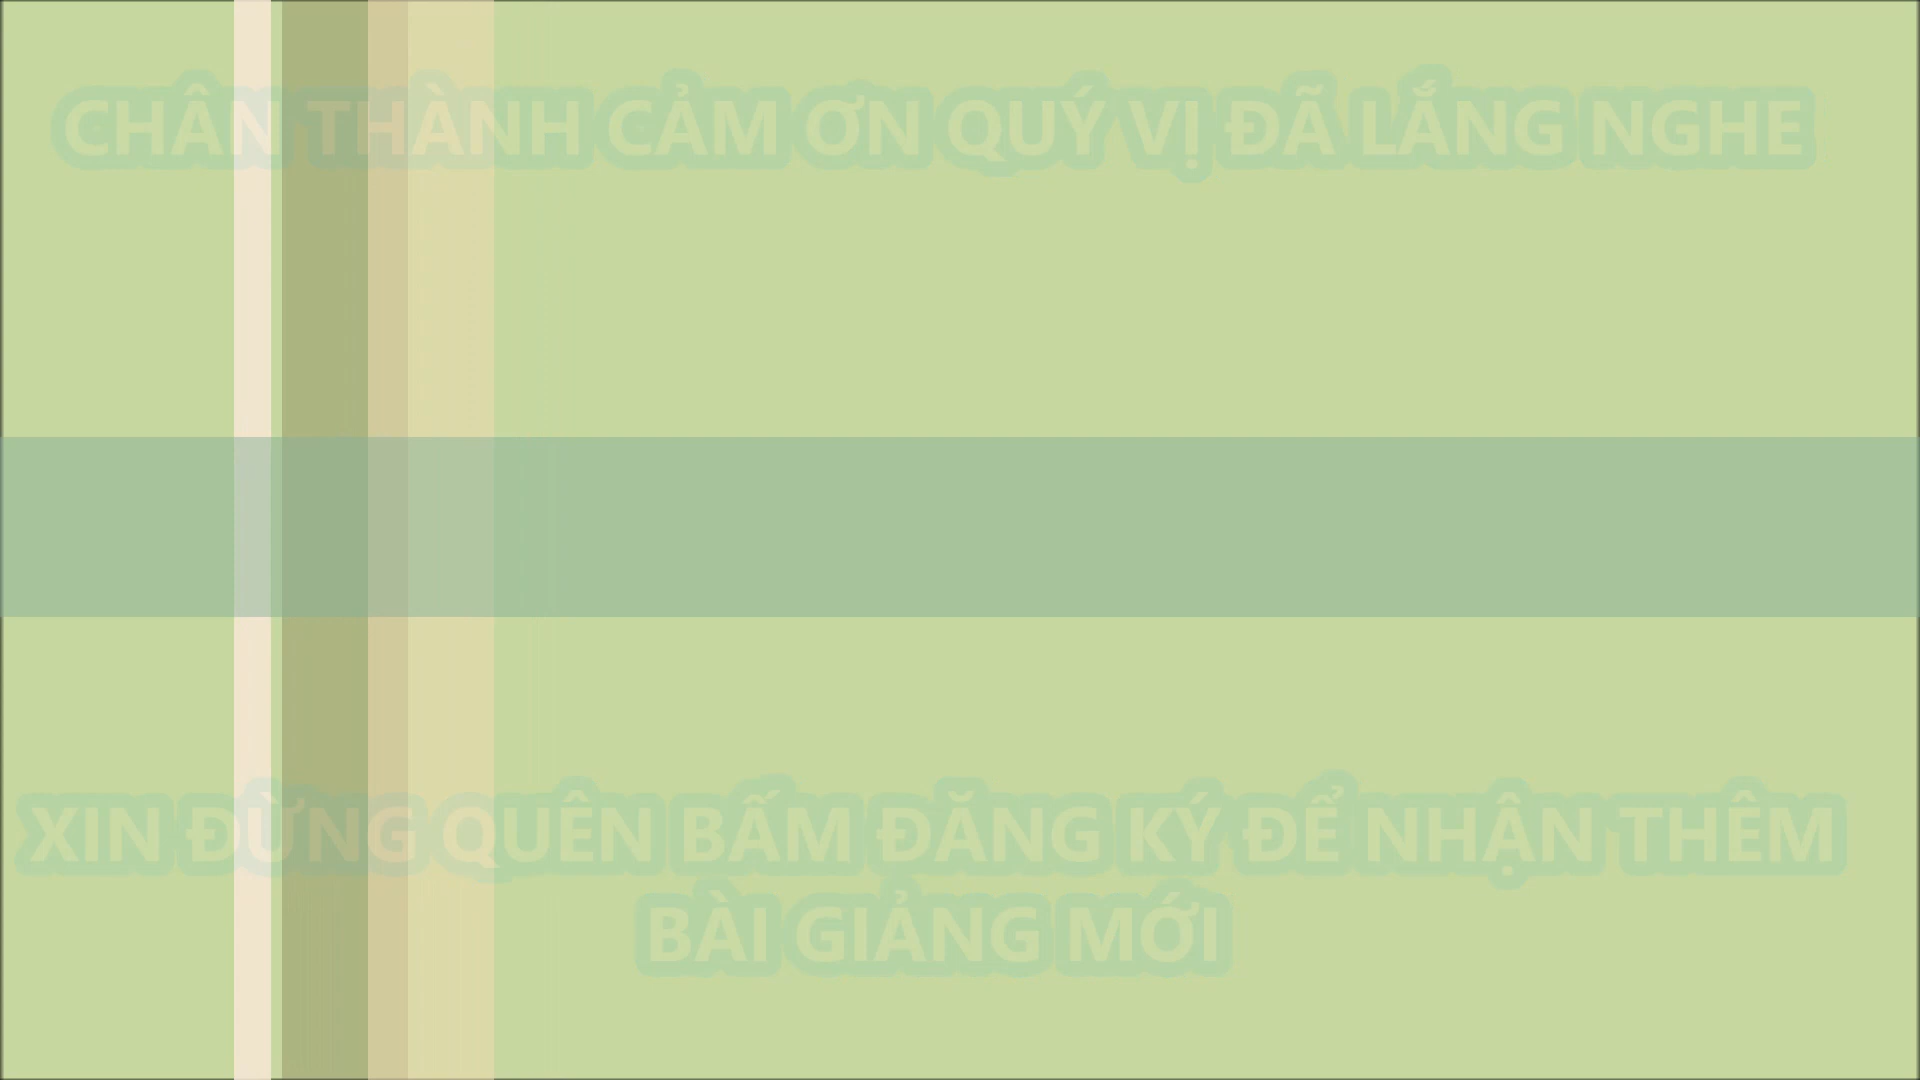 CHÂN THÀNH CẢM ƠN QUÝ VỊ ĐÃ LẮNG NGHE
XIN ĐỪNG QUÊN BẤM ĐĂNG KÝ ĐỂ NHẬN THÊM
BÀI GIẢNG MỚI